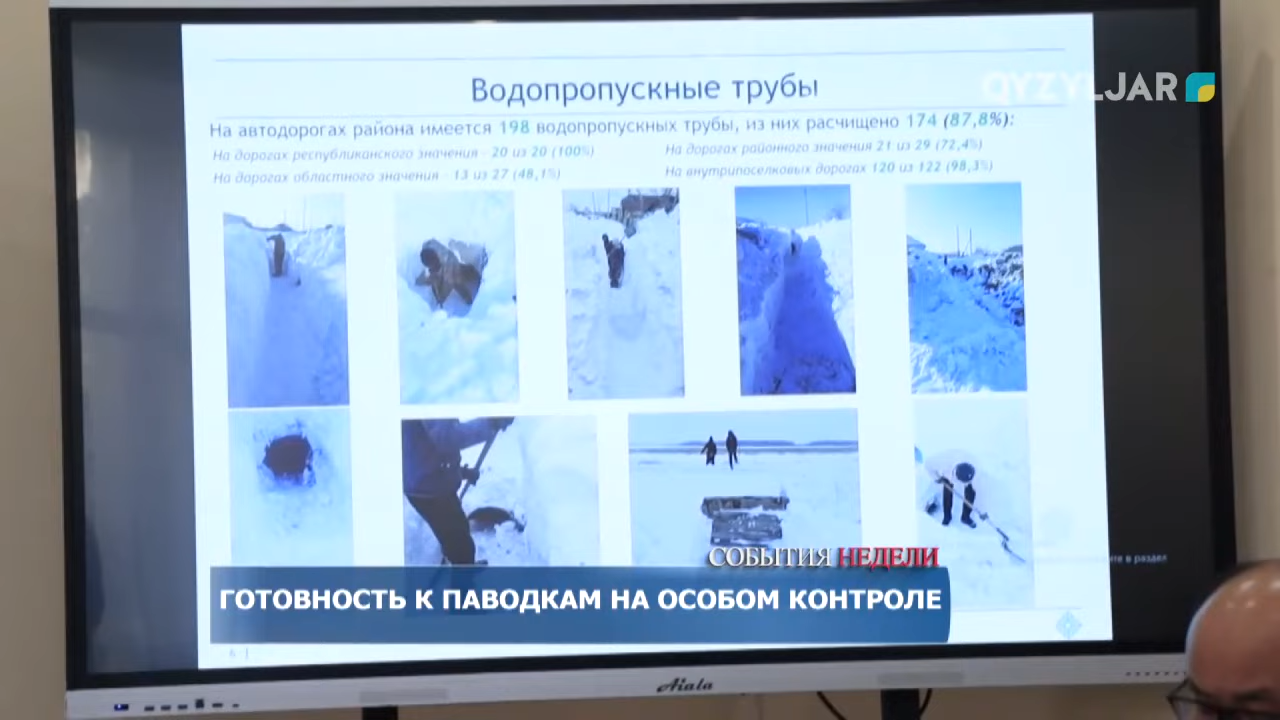 Водопропускные трубы
QYZYLJAR
На автодорогах района имеется 198 водопропускных трубы, из них расчищено 174 (87,8%):
На дорогах республиканского значения - 20 из 20 (100%)
На дорогах районного значения 21 из 29 (72,4%)
На дорогах областного значения - 13 из 27 (48,1%)
На внутрипоселковых дорогах 120 из 122 (98,3%)
СОБЫТИЯ НЕДЕЛИ
в раздел
ГОТОВНОСТЬ К ПАВОДКАМ НА ОСОБОМ КОНТРОЛЕ
Aiala